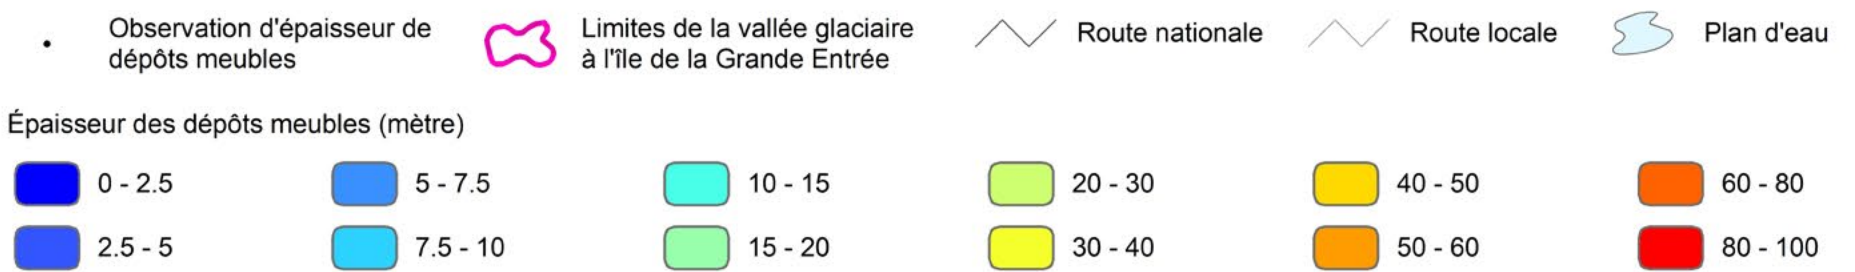 Observation d'épaisseur de
dépôts meubles
Limites de la vallée glaciaire
à l'île de la Grande Entrée
Route nationale
Route locale
Plan d'eau
Épaisseur des dépôts meubles (mètre)
0 - 2.5
5 - 7.5
10 - 15
20 - 30
40 - 50
60 - 80
2.5 - 5
7.5 - 10
15 - 20
30 - 40
50 - 60
80 - 100